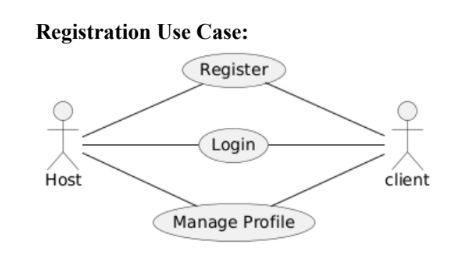 Registration Use Case:
Register
Login
Host
client
Manage Profile